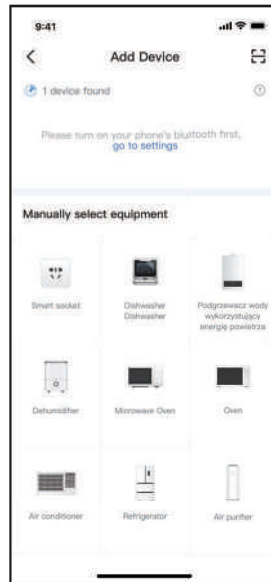 9:41
Add Device
1 device found
Please turn on your phone's bluttooth first,
go to settings
Manually select equipment
Smart socket
Dishwasher
Dishwasher
Podgrzewacz wody
wykorzystujący
energię powietrza
Dehumidifier
Microwave Oven
Oven
Air conditioner
Refrigerator
Air purifier